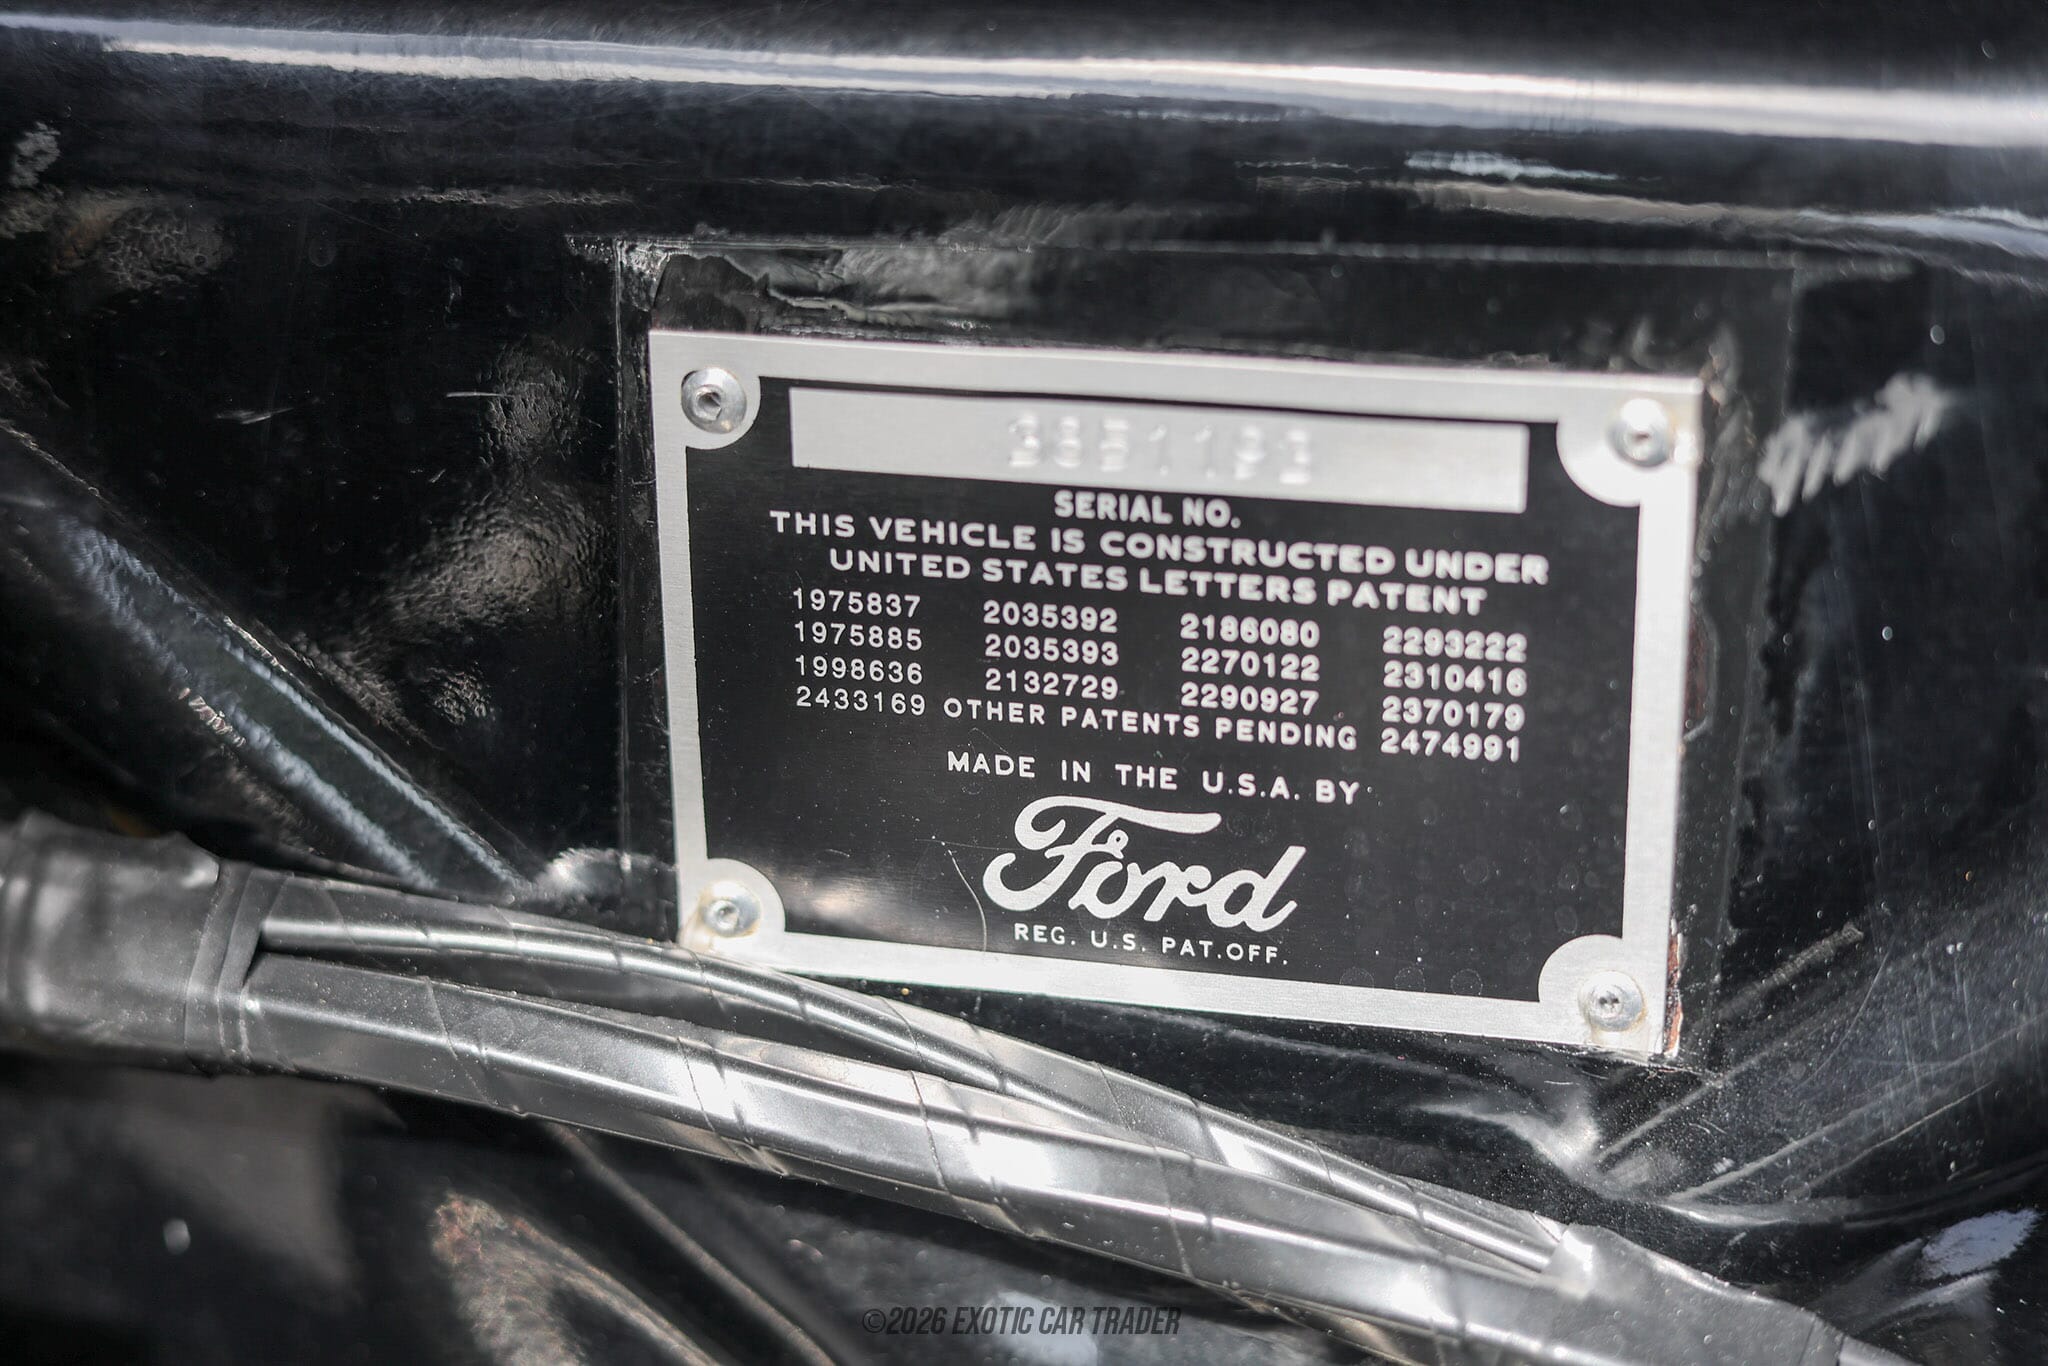 SERIAL NO.
THIS VEHICLE IS CONSTRUCTED UNDER
UNITED STATES LETTERS PATENT
1975837 2035392 2186080 2293222
1975885 2035393 2270122 2310416
1998636 2132729 2290927 2370179
2433169 OTHER PATENTS PENDING 2474991
MADE IN THE U.S.A. BY
Ford
REG. U.S. PAT. OFF.
©2026 EXOTIC CAR TRADER